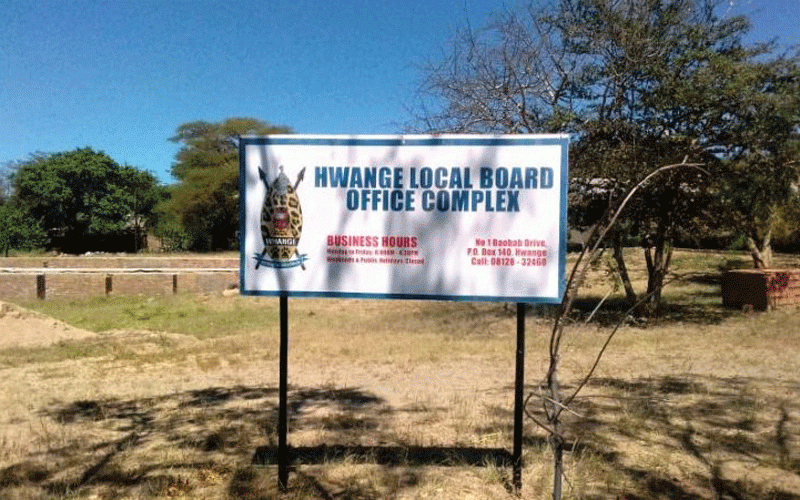 HWANGE LOCAL BOARD
OFFICE COMPLEX
WHANGE
BUSINESS HOURS
Monday to Friday: 
Weekends & Public Holidays: Closed
No 1 Baobab Drive,
P.O. Box 140, Hwange
Call: 08128 - 32460